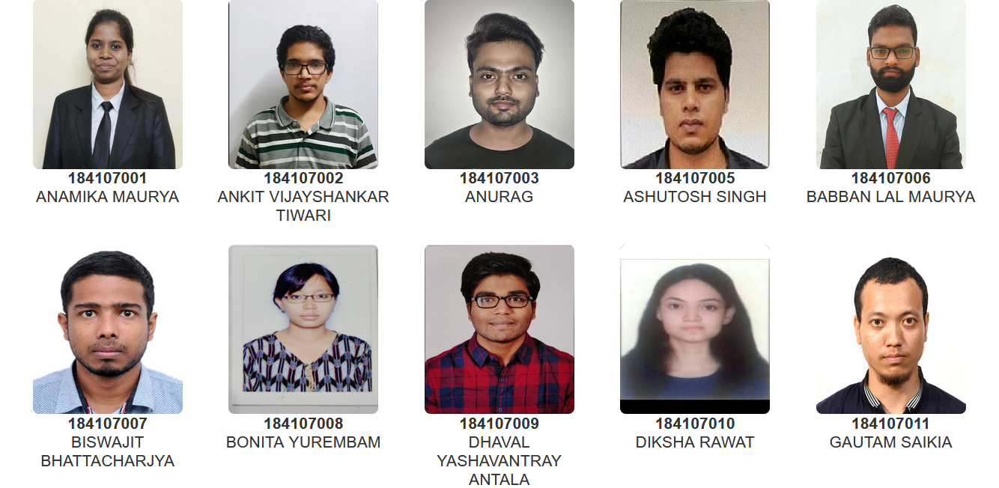 184107001
ANAMIKA MAURYA
184107002
ANKIT VIJAYSHANKAR
TIWARI
184107003
ANURAG
184107005
ASHUTOSH SINGH
184107006
BABBAN LAL MAURYA
184107007
BISWAJIT
BHATTACHARJYA
184107008
BONITA YUREMBAM
184107009
DHAVAL
YASHAVANTRAY
ANTALA
184107010
DIKSHA RAWAT
184107011
GAUTAM SAIKIA